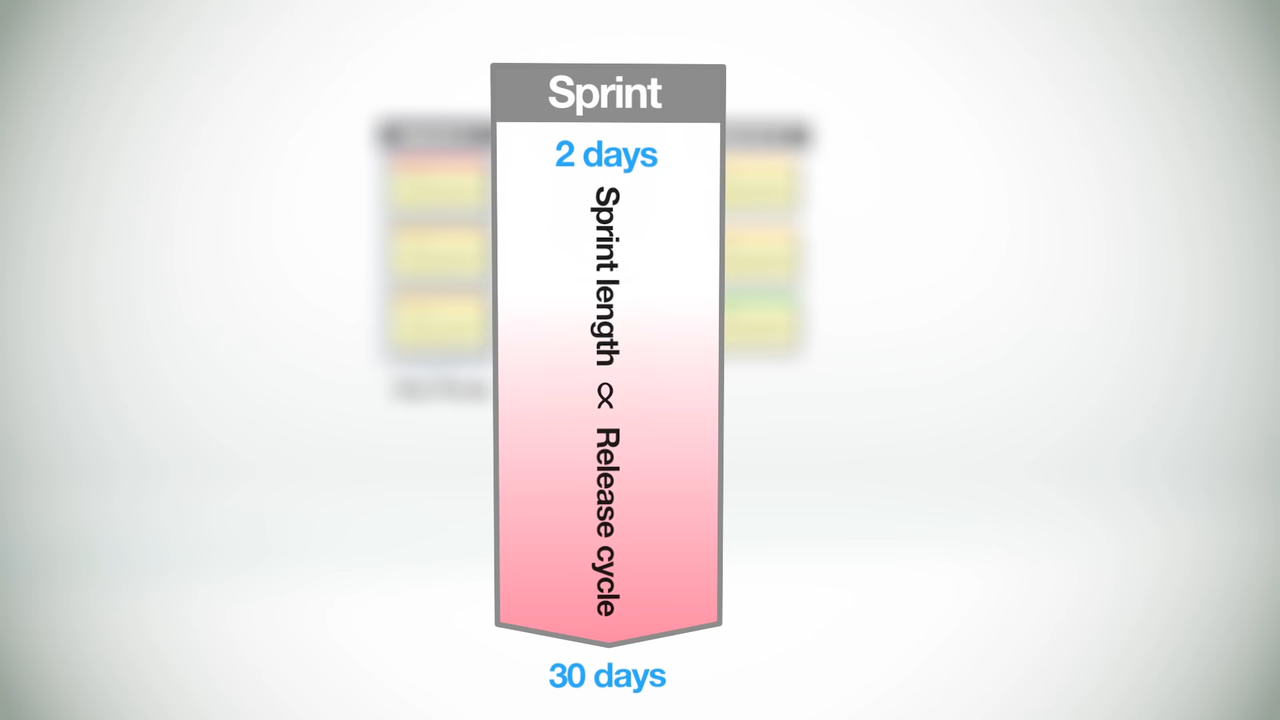 Sprint
2 days
Sprint length ∝ Release cycle
30 days